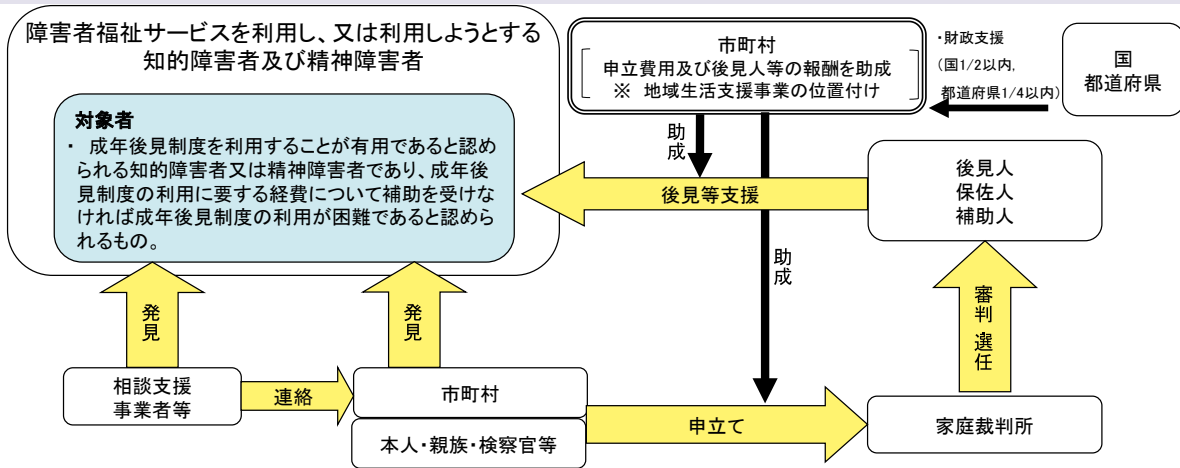 障害者福祉サービスを利用し、又は利用しようとする
知的障害者及び精神障害者
対象者
・ 成年後見制度を利用することが有用であると認め
られる知的障害者又は精神障害者であり、成年後
見制度の利用に要する経費について補助を受けな
ければ成年後見制度の利用が困難であると認めら
れるもの。
市町村
申立費用及び後見人等の報酬を助成
※ 地域生活支援事業の位置付け
・財政支援
(国1/2以内,
都道府県1/4以内)
国
都道府県
助成
後見等支援
後見人
保佐人
補助人
助成
発見
発見
審判 選任
相談支援
事業者等
連絡
市町村
本人・親族・検察官等
申立て
家庭裁判所